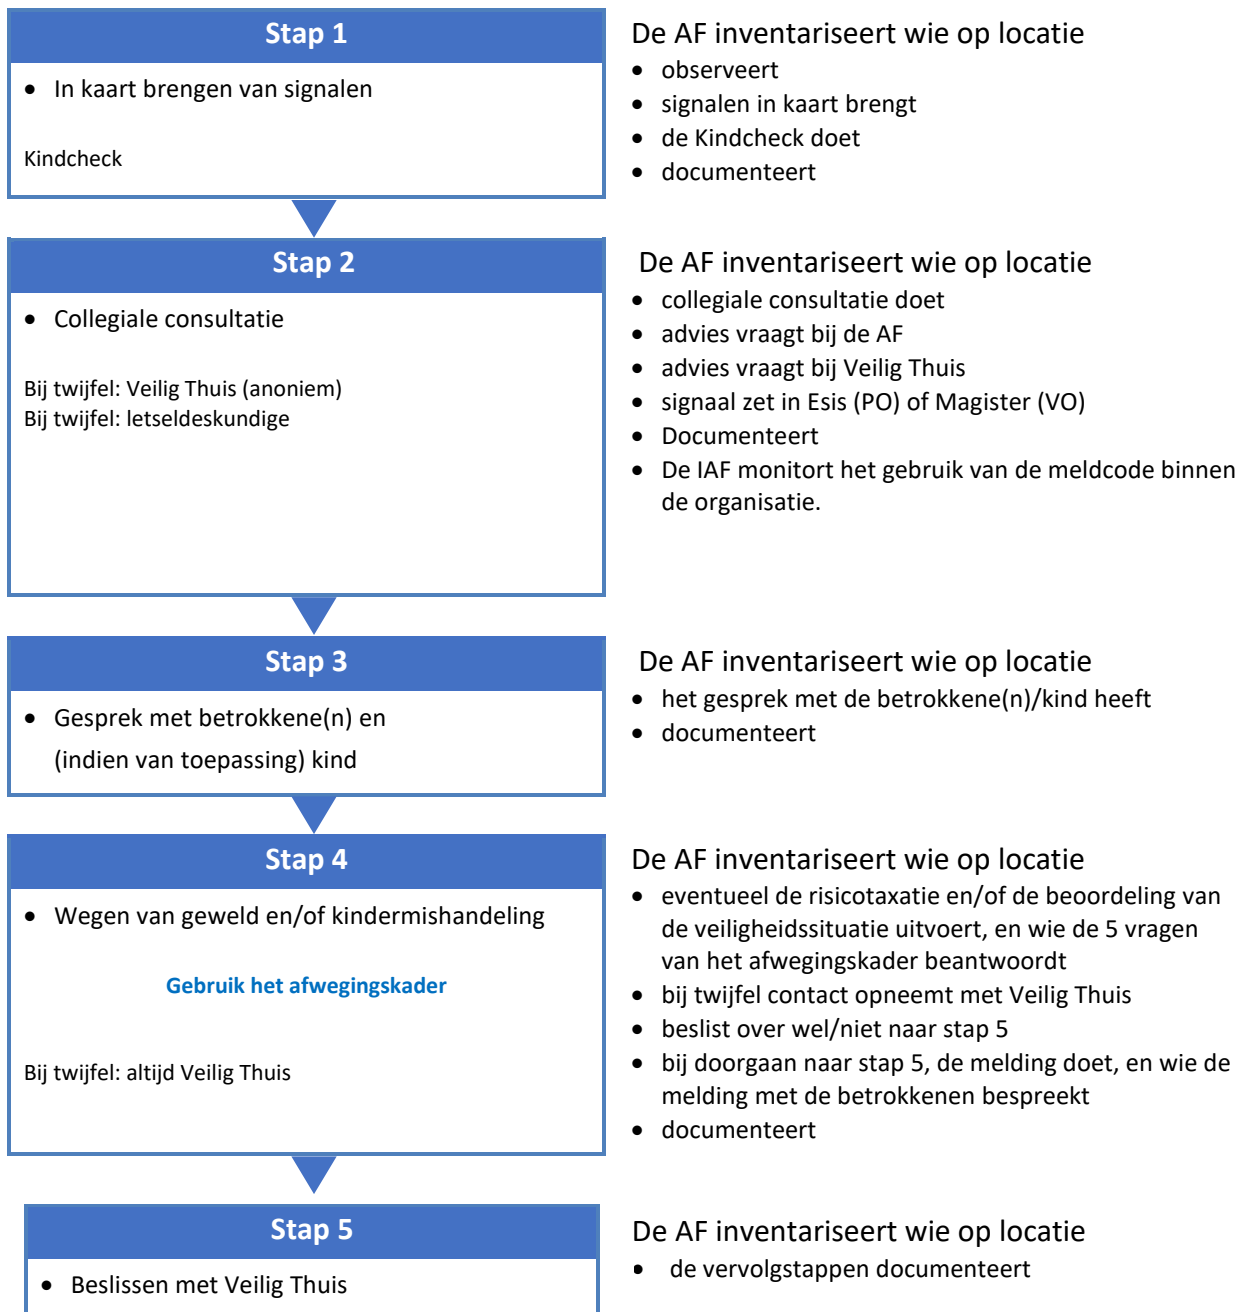 Stap 1
• In kaart brengen van signalen
Kindcheck
De AF inventariseert wie op locatie
• observeert
• signalen in kaart brengt
• de Kindcheck doet
• documenteert
Stap 2
• Collegiale consultatie
Bij twijfel: Veilig Thuis (anoniem)
Bij twijfel: letseldeskundige
De AF inventariseert wie op locatie
• collegiale consultatie doet
• advies vraagt bij de AF
• advies vraagt bij Veilig Thuis
• signaal zet in Esis (PO) of Magister (VO)
• Documenteert
• De IAF monitort het gebruik van de meldcode binnen
de organisatie.
Stap 3
• Gesprek met betrokkene(n) en
(indien van toepassing) kind
De AF inventariseert wie op locatie
• het gesprek met de betrokkene(n)/kind heeft
• documenteert
Stap 4
• Wegen van geweld en/of kindermishandeling
Gebruik het afwegingskader
Bij twijfel: altijd Veilig Thuis
De AF inventariseert wie op locatie
• eventueel de risicotaxatie en/of de beoordeling van
de veiligheidssituatie uitvoert, en wie de 5 vragen
van het afwegingskader beantwoordt
• bij twijfel contact opneemt met Veilig Thuis
• beslist over wel/niet naar stap 5
• bij doorgaan naar stap 5, de melding doet, en wie de
melding met de betrokkenen bespreekt
• documenteert
Stap 5
• Beslissen met Veilig Thuis
De AF inventariseert wie op locatie
• de vervolgstappen documenteert